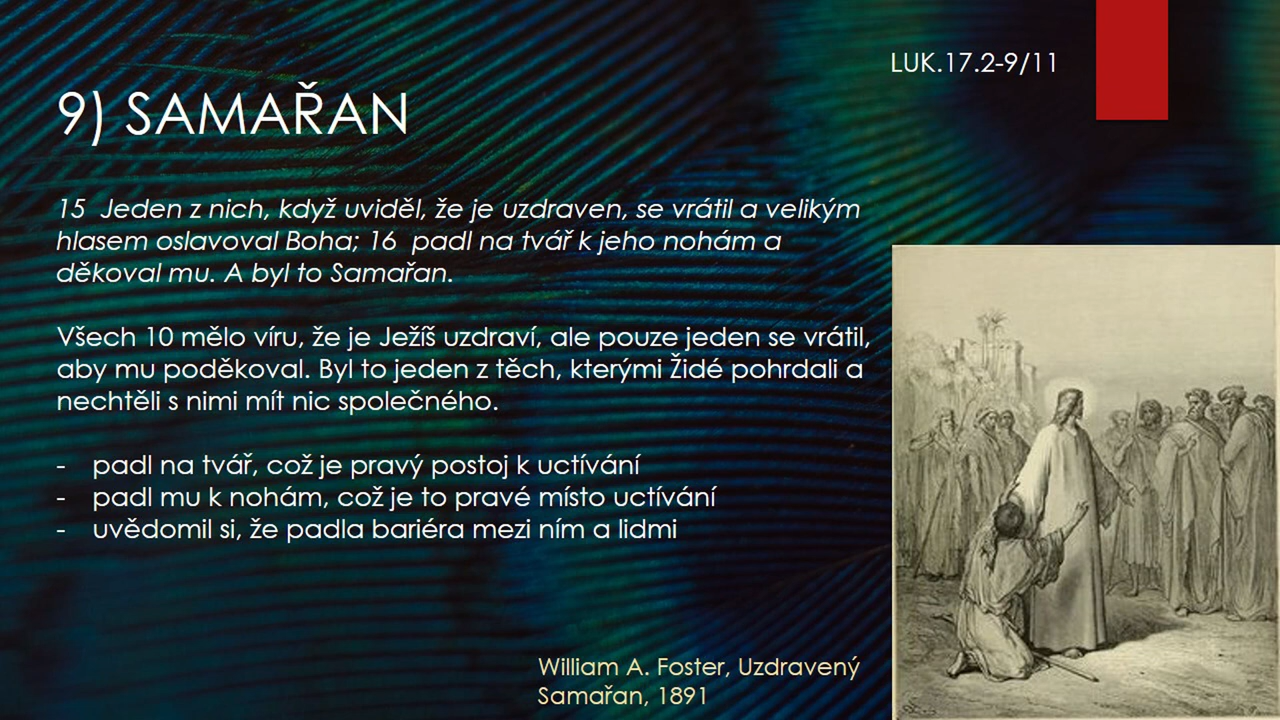 LUK.17.2-9/11
9) SAMAŘAN
15  Jeden z nich, když uviděl, že je uzdraven, se vrátil a velikým
hlasem oslavoval Boha; 16  padl na tvář k jeho nohám a
děkoval mu. A byl to Samařan.
Všech 10 mělo víru, že je Ježíš uzdraví, ale pouze jeden se vrátil,
aby mu poděkoval. Byl to jeden z těch, kterými Židé pohrdali a
nechtěli s nimi mít nic společného.
- padl na tvář, což je pravý postoj k uctívání
- padl mu k nohám, což je to pravé místo uctívání
- uvědomil si, že padla bariéra mezi ním a lidmi
William A. Foster, Uzdravený
Samařan, 1891